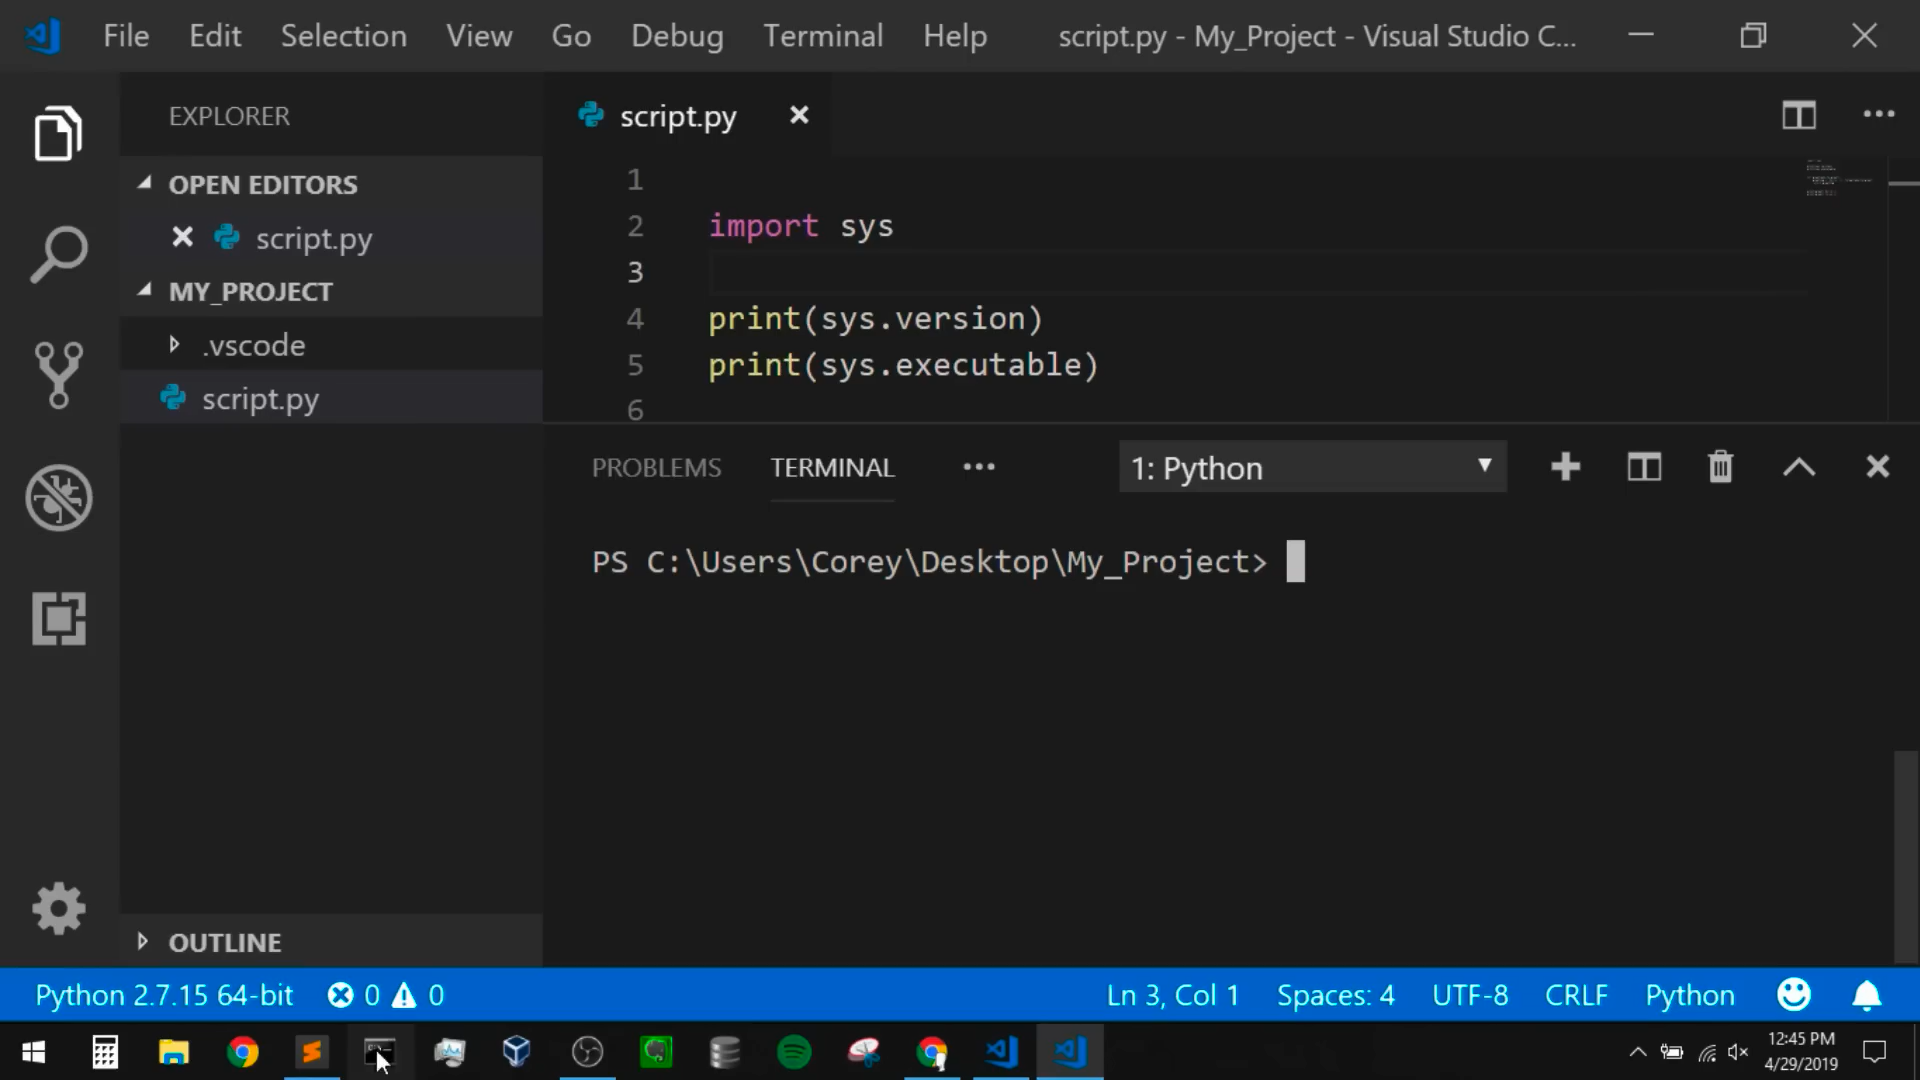 File Edit Selection View Go Debug Terminal Help script.py - My_Project - Visual Studio C...
EXPLORER
OPEN EDITORS
script.py
MY_PROJECT
.vscode
script.py
OUTLINE
script.py
1
2 import sys
3
4 print(sys.version)
5 print(sys.executable)
6
PROBLEMS TERMINAL ... 1: Python
PS C:\Users\Corey\Desktop\My_Project>
Python 2.7.15 64-bit 0 0 Ln 3, Col 1 Spaces: 4 UTF-8 CRLF Python
12:45 PM
4/29/2019